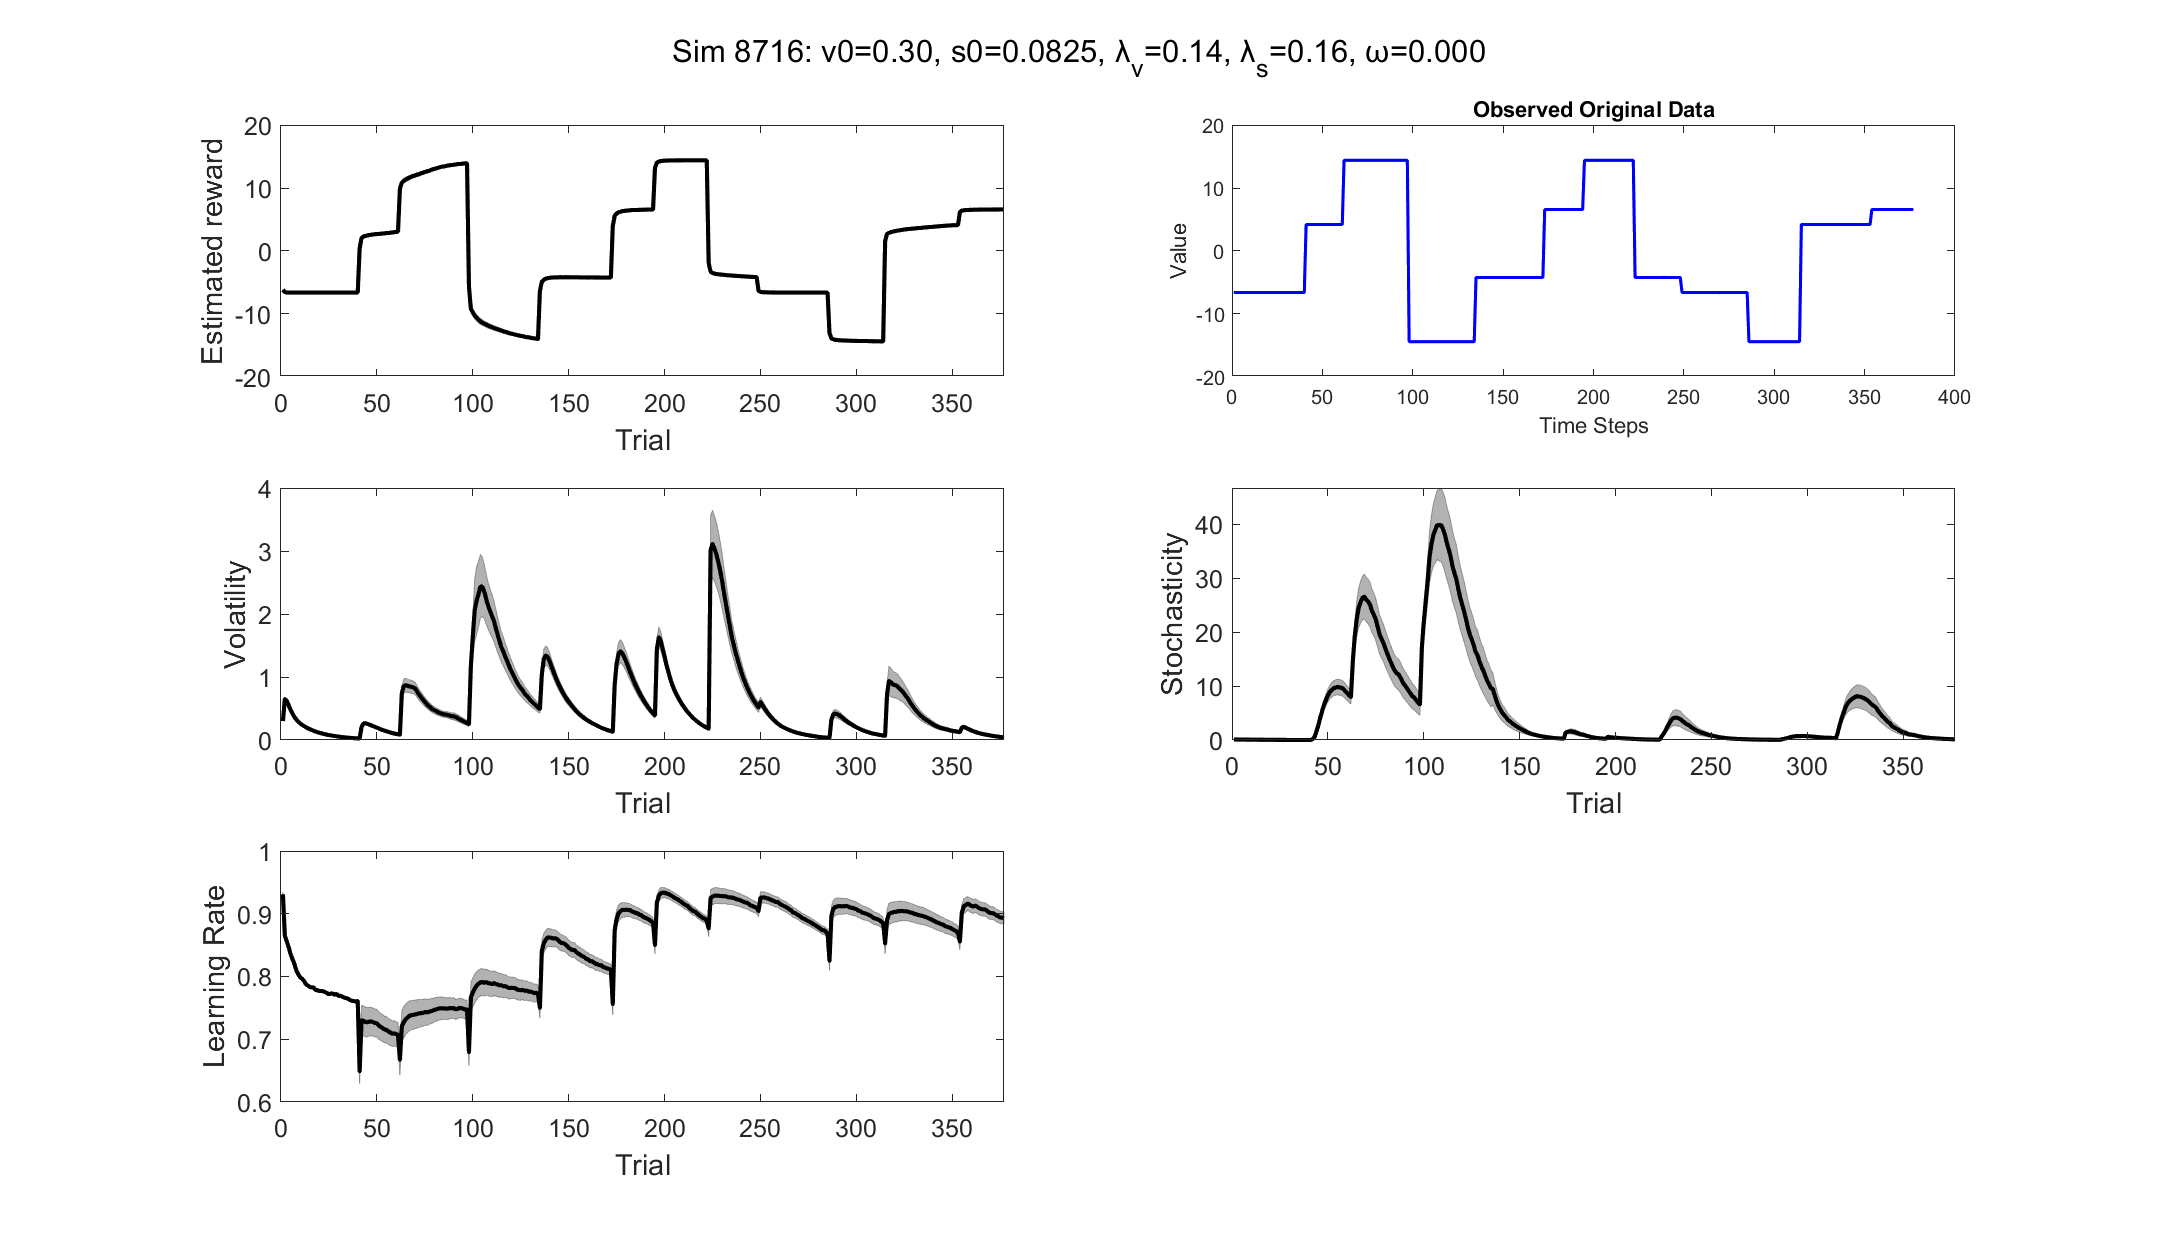 Sim 8716: v0=0.30, s0=0.0825, λv=0.14, λs=0.16, ω=0.000
Estimated reward
20
10
0
-10
-20
0 50 100 150 200 250 300 350
Trial
Observed Original Data
Value
20
10
0
-10
-20
0 50 100 150 200 250 300 350 400
Time Steps
Volatility
4
3
2
1
0
0 50 100 150 200 250 300 350
Trial
Stochasticity
40
30
20
10
0
0 50 100 150 200 250 300 350
Trial
Learning Rate
1
0.9
0.8
0.7
0.6
0 50 100 150 200 250 300 350
Trial